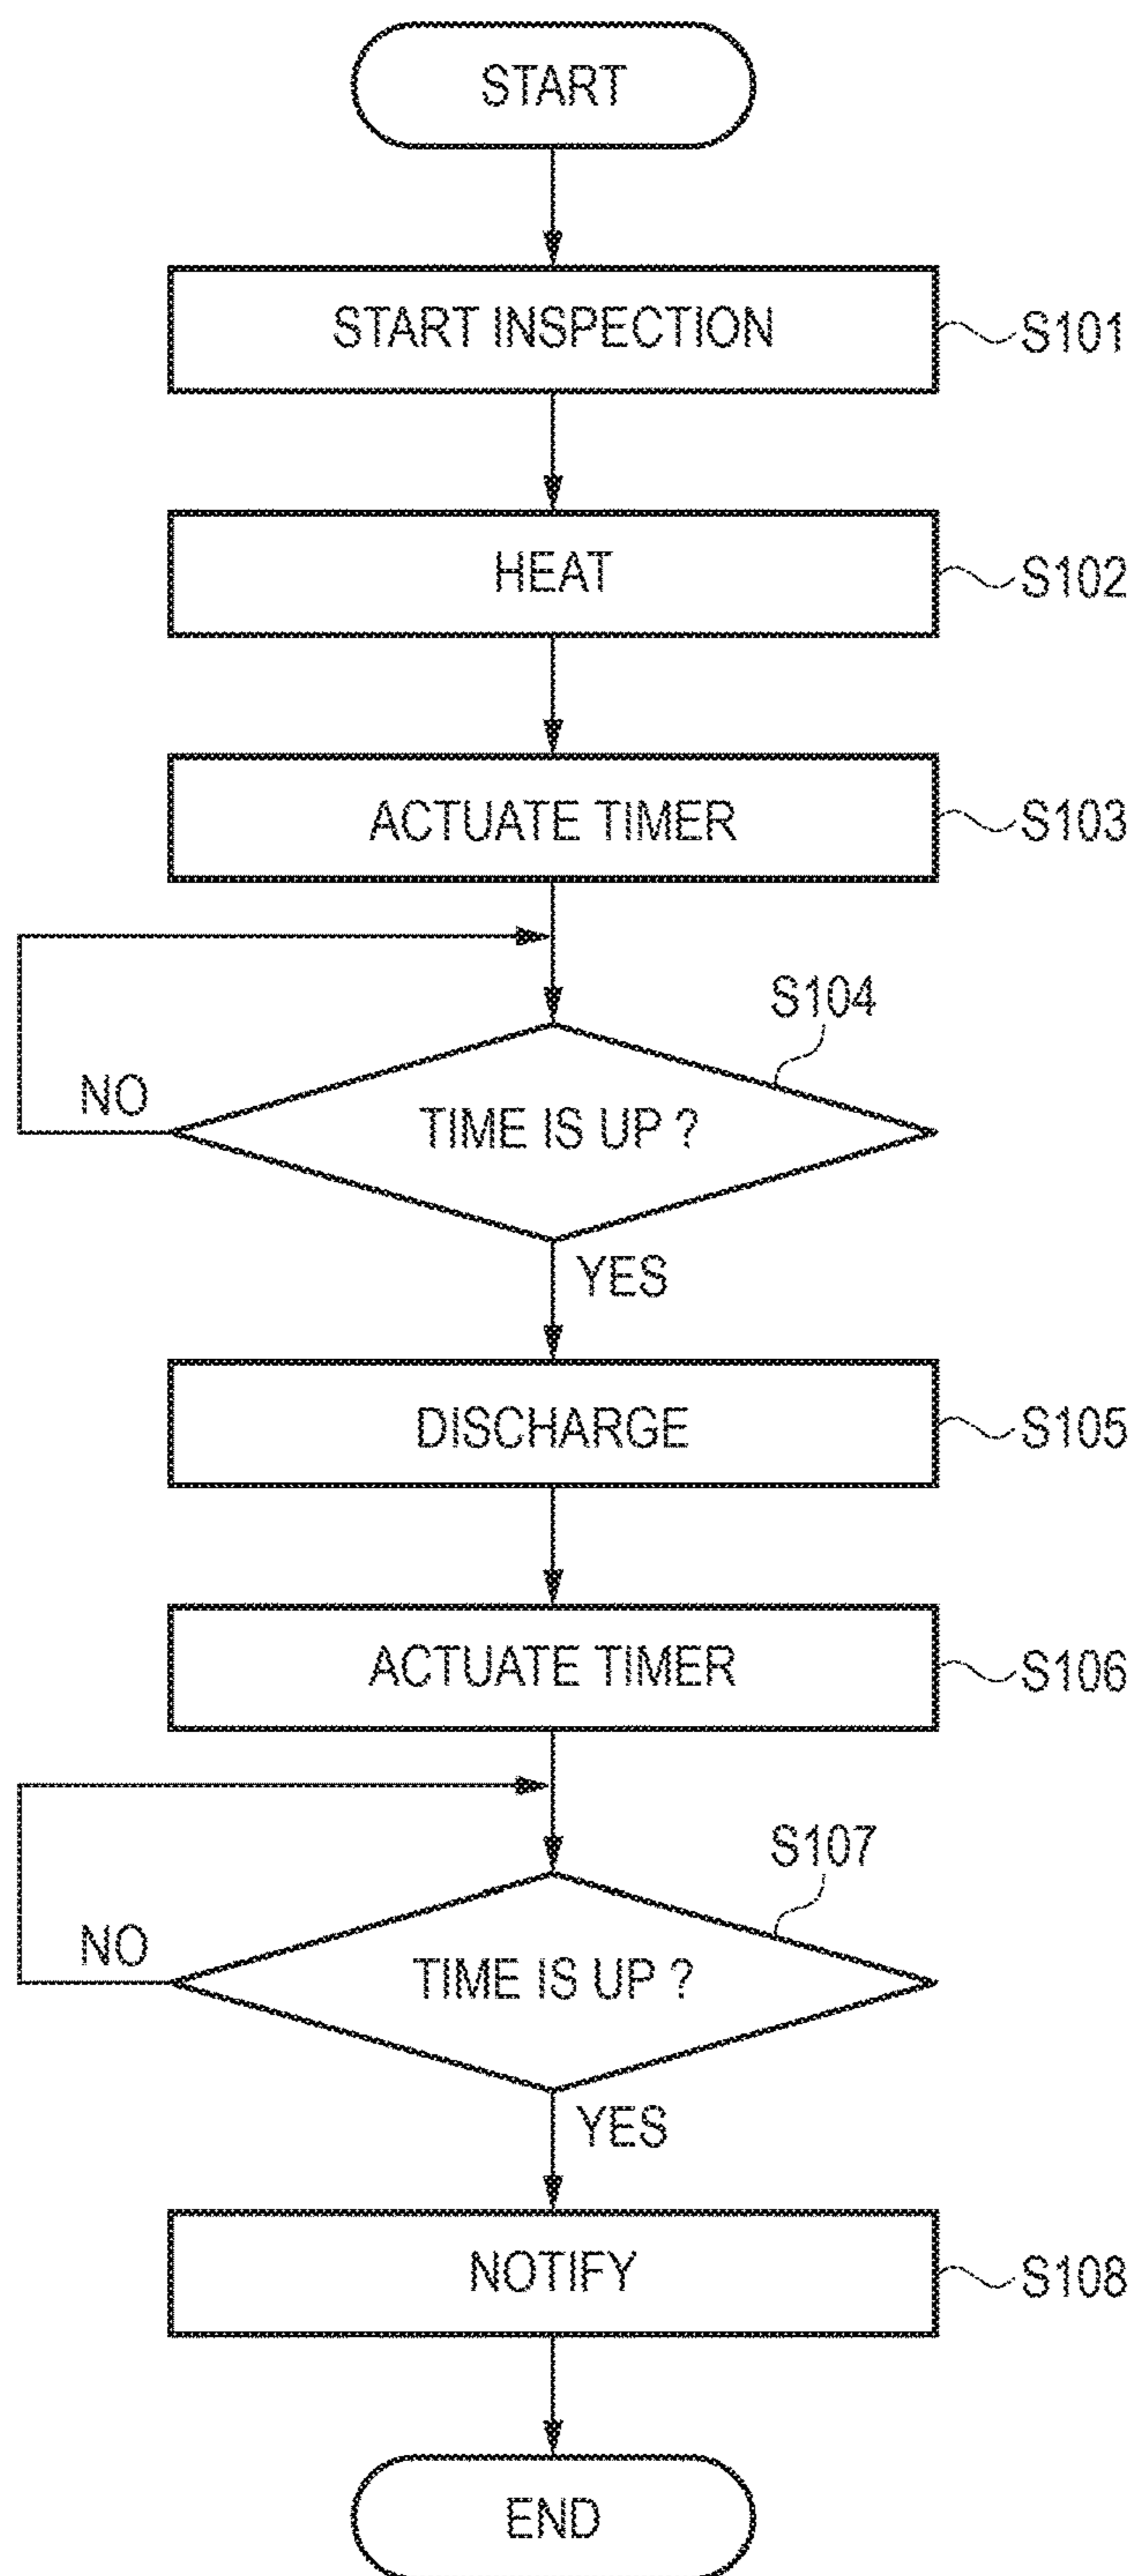 START
START INSPECTION S101
HEAT S102
ACTUATE TIMER S103
S104
NO
TIME IS UP ?
YES
DISCHARGE S105
ACTUATE TIMER S106
S107
NO
TIME IS UP ?
YES
NOTIFY S108
END